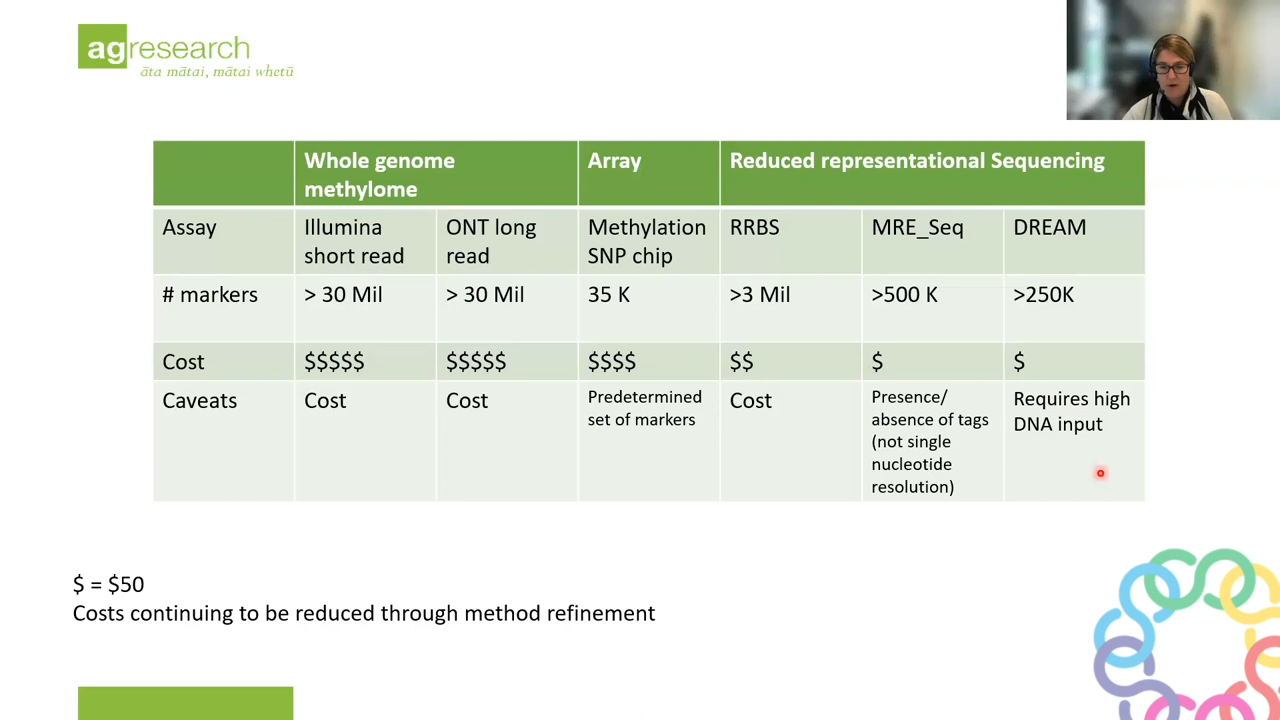 agresearch
āta mātai, mātai whetū
Whole genome
methylome
Array
Reduced representational Sequencing
Assay
Illumina
short read
ONT long
read
Methylation
SNP chip
RRBS
MRE_Seq
DREAM
# markers
> 30 Mil
> 30 Mil
35 K
>3 Mil
>500 K
>250K
Cost
$$$$$
$$$$$
$$$$
$$
$
$
Caveats
Cost
Cost
Predetermined
set of markers
Cost
Presence/
absence of tags
(not single
nucleotide
resolution)
Requires high
DNA input
$ = $50
Costs continuing to be reduced through method refinement